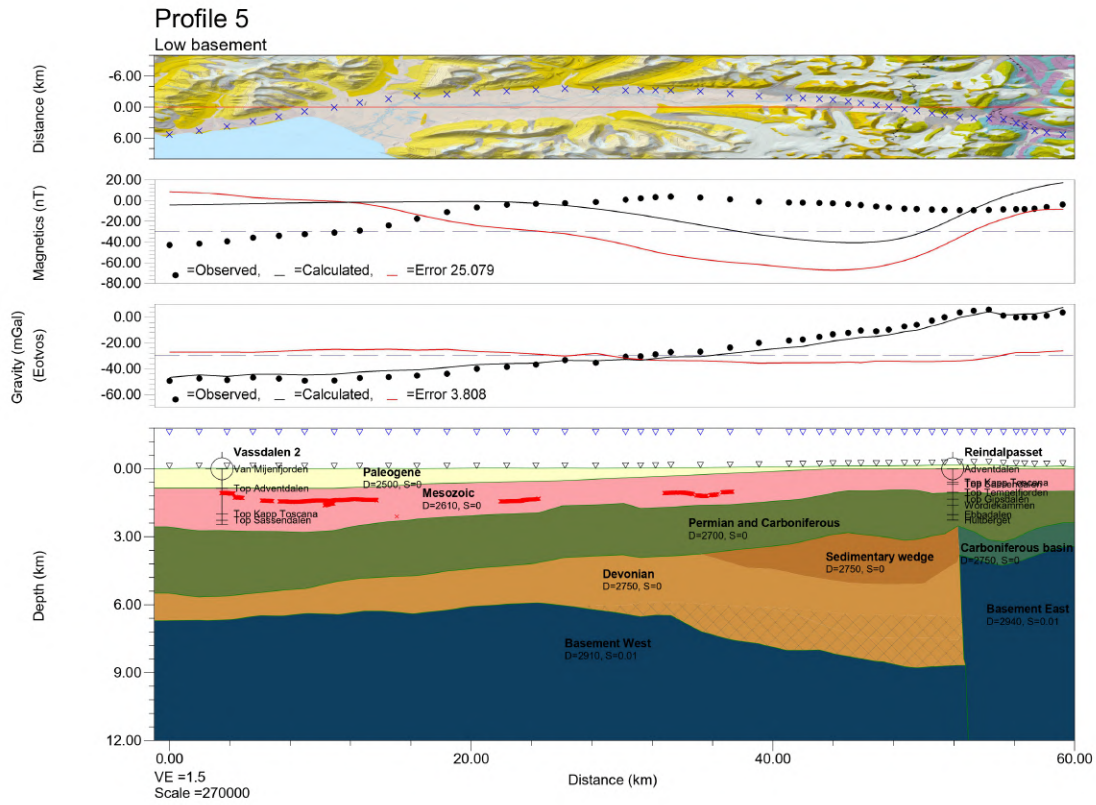 Profile 5
Low basement
Distance (km)
-6.00
0.00
6.00
Magnetics (nT)
20.00
0.00
-20.00
-40.00
-60.00
-80.00
=Observed, =Calculated, =Error 25.079
Gravity (mGal)
(Eotvos)
0.00
-20.00
-40.00
-60.00
=Observed, =Calculated, =Error 3.808
Depth (km)
0.00
3.00
6.00
9.00
12.00
Vassdalen 2
Van Mijenfjorden
Top Adventdalen
Top Kapp Toscana
Top Sassendalen
Paleogene
D=2500, S=0
Mesozoic
D=2610, S=0
Permian and Carboniferous
D=2700, S=0
Sedimentary wedge
D=2750, S=0
Devonian
D=2750, S=0
Basement West
D=2910, S=0.01
Reindalpasset
Adventdalen
Top Kapp Toscana
Top Sassendalen
Top Tempelfjorden
Top Gipsdalen
Wordiekammen
Ebbadalen
Hultberget
Carboniferous basin
D=2750, S=0
Basement East
D=2940, S=0.01
0.00
20.00
40.00
60.00
Distance (km)
VE =1.5
Scale =270000